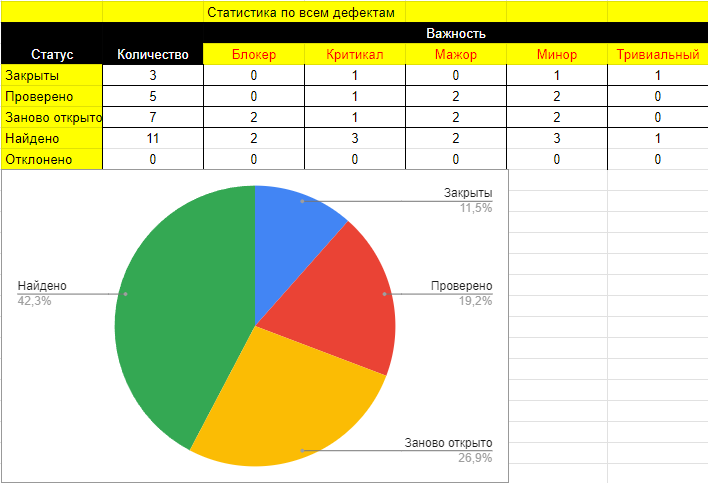 Статистика по всем дефектам
Важность
Статус Количество Блокер Критикал Мажор Минор Тривиальный
Закрыты 3 0 1 0 1 1
Проверено 5 0 1 2 2 0
Заново открыто 7 2 1 2 2 0
Найдено 11 2 3 2 3 1
Отклонено 0 0 0 0 0 0
Закрыты
11,5%
Найдено
42,3%
Проверено
19,2%
Заново открыто
26,9%